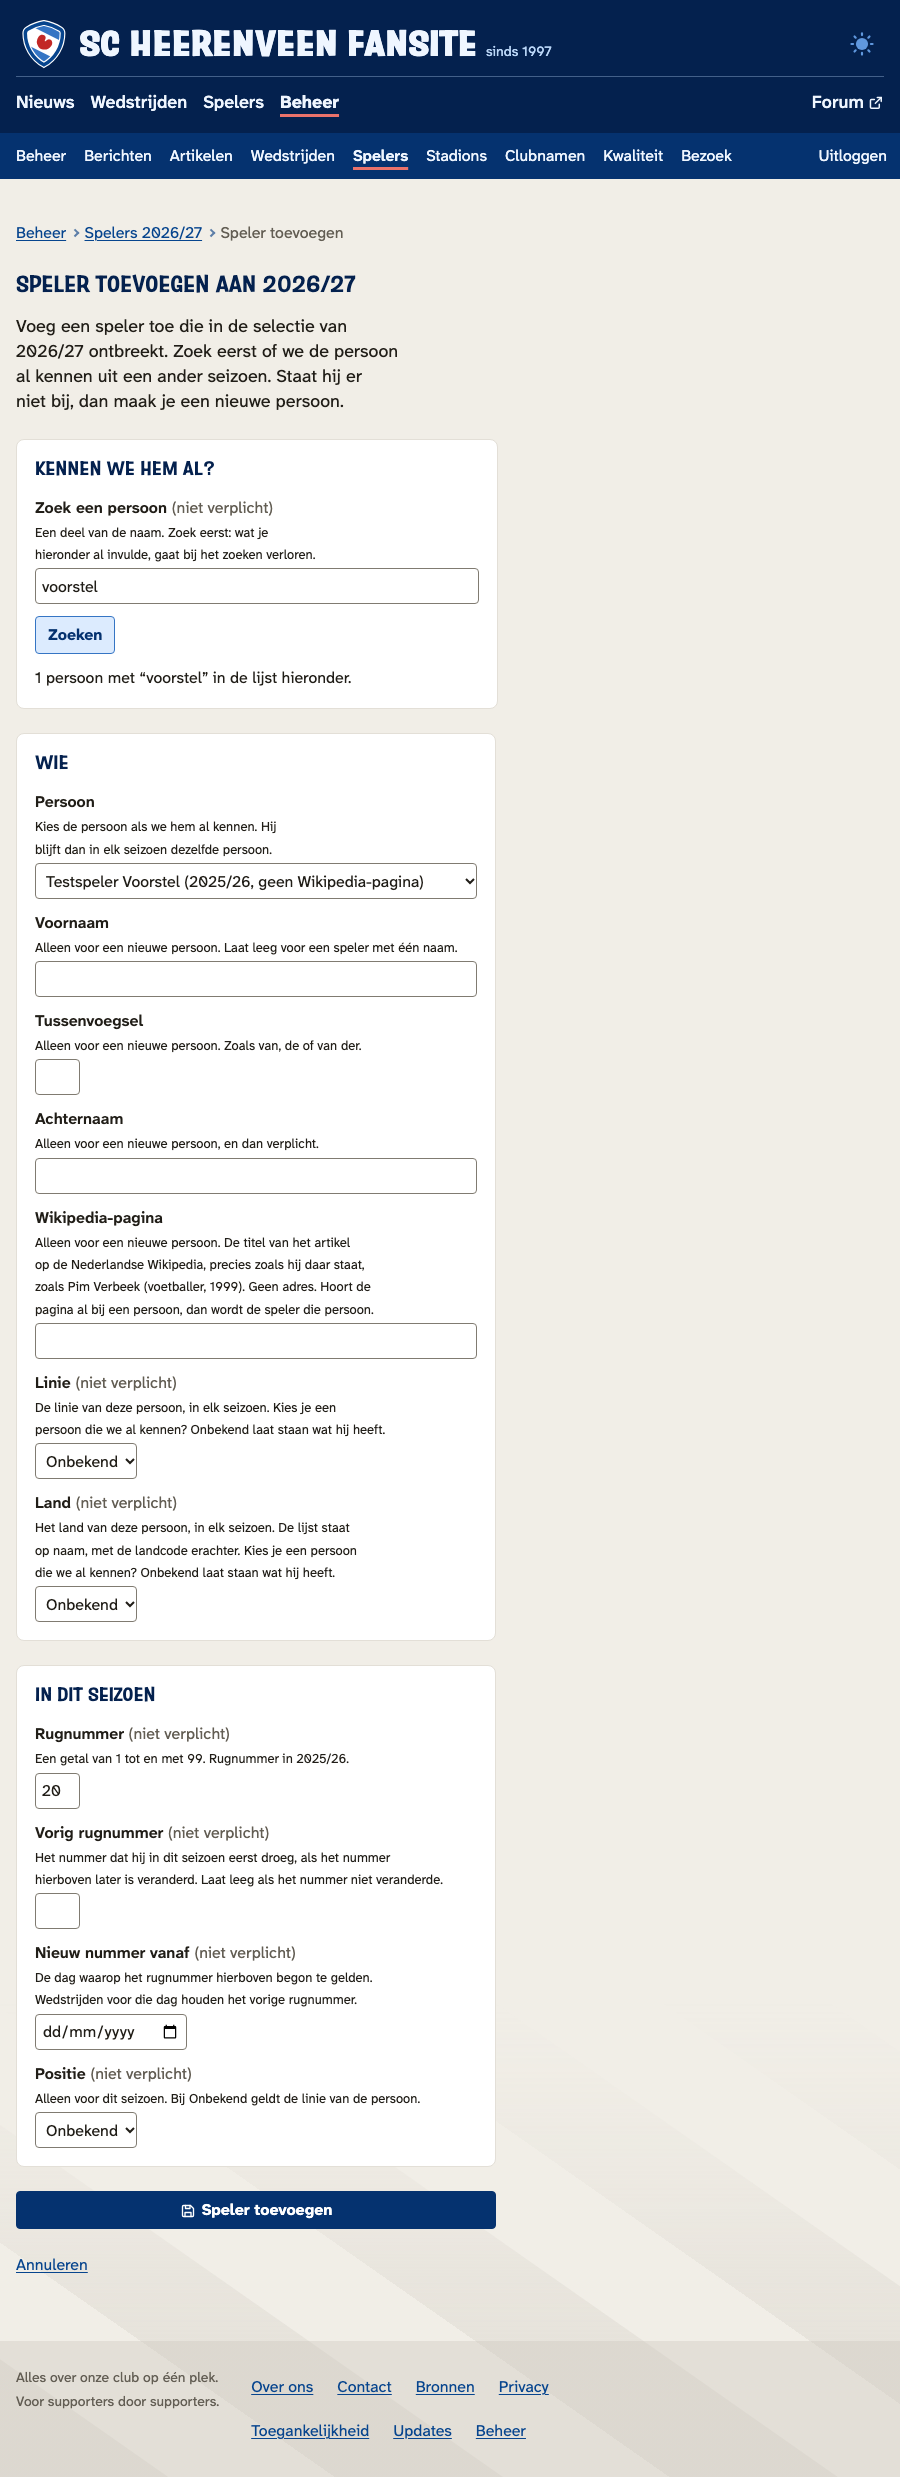 SC HEERENVEEN FANSITE sinds 1997
Nieuws Wedstrijden Spelers Beheer Forum
Beheer Berichten Artikelen Wedstrijden Spelers Stadions Clubnamen Kwaliteit Bezoek Uitloggen
Beheer > Spelers 2026/27 > Speler toevoegen
SPELER TOEVOEGEN AAN 2026/27
Voeg een speler toe die in de selectie van
2026/27 ontbreekt. Zoek eerst of we de persoon
al kennen uit een ander seizoen. Staat hij er
niet bij, dan maak je een nieuwe persoon.
KENNEN WE HEM AL?
Zoek een persoon (niet verplicht)
Een deel van de naam. Zoek eerst: wat je
hieronder al invulde, gaat bij het zoeken verloren.
voorstel
Zoeken
1 persoon met “voorstel” in de lijst hieronder.
WIE
Persoon
Kies de persoon als we hem al kennen. Hij
blijft dan in elk seizoen dezelfde persoon.
Testspeler Voorstel (2025/26, geen Wikipedia-pagina)
Voornaam
Alleen voor een nieuwe persoon. Laat leeg voor een speler met één naam.
Tussenvoegsel
Alleen voor een nieuwe persoon. Zoals van, de of van der.
Achternaam
Alleen voor een nieuwe persoon, en dan verplicht.
Wikipedia-pagina
Alleen voor een nieuwe persoon. De titel van het artikel
op de Nederlandse Wikipedia, precies zoals hij daar staat,
zoals Pim Verbeek (voetballer, 1999). Geen adres. Hoort de
pagina al bij een persoon, dan wordt de speler die persoon.
Linie (niet verplicht)
De linie van deze persoon, in elk seizoen. Kies je een
persoon die we al kennen? Onbekend laat staan wat hij heeft.
Onbekend
Land (niet verplicht)
Het land van deze persoon, in elk seizoen. De lijst staat
op naam, met de landcode erachter. Kies je een persoon
die we al kennen? Onbekend laat staan wat hij heeft.
Onbekend
IN DIT SEIZOEN
Rugnummer (niet verplicht)
Een getal van 1 tot en met 99. Rugnummer in 2025/26.
20
Vorig rugnummer (niet verplicht)
Het nummer dat hij in dit seizoen eerst droeg, als het nummer
hierboven later is veranderd. Laat leeg als het nummer niet veranderde.
Nieuw nummer vanaf (niet verplicht)
De dag waarop het rugnummer hierboven begon te gelden.
Wedstrijden voor die dag houden het vorige rugnummer.
dd/mm/yyyy
Positie (niet verplicht)
Alleen voor dit seizoen. Bij Onbekend geldt de linie van de persoon.
Onbekend
Speler toevoegen
Annuleren
Alles over onze club op één plek.
Voor supporters door supporters.
Over ons Contact Bronnen Privacy
Toegankelijkheid Updates Beheer